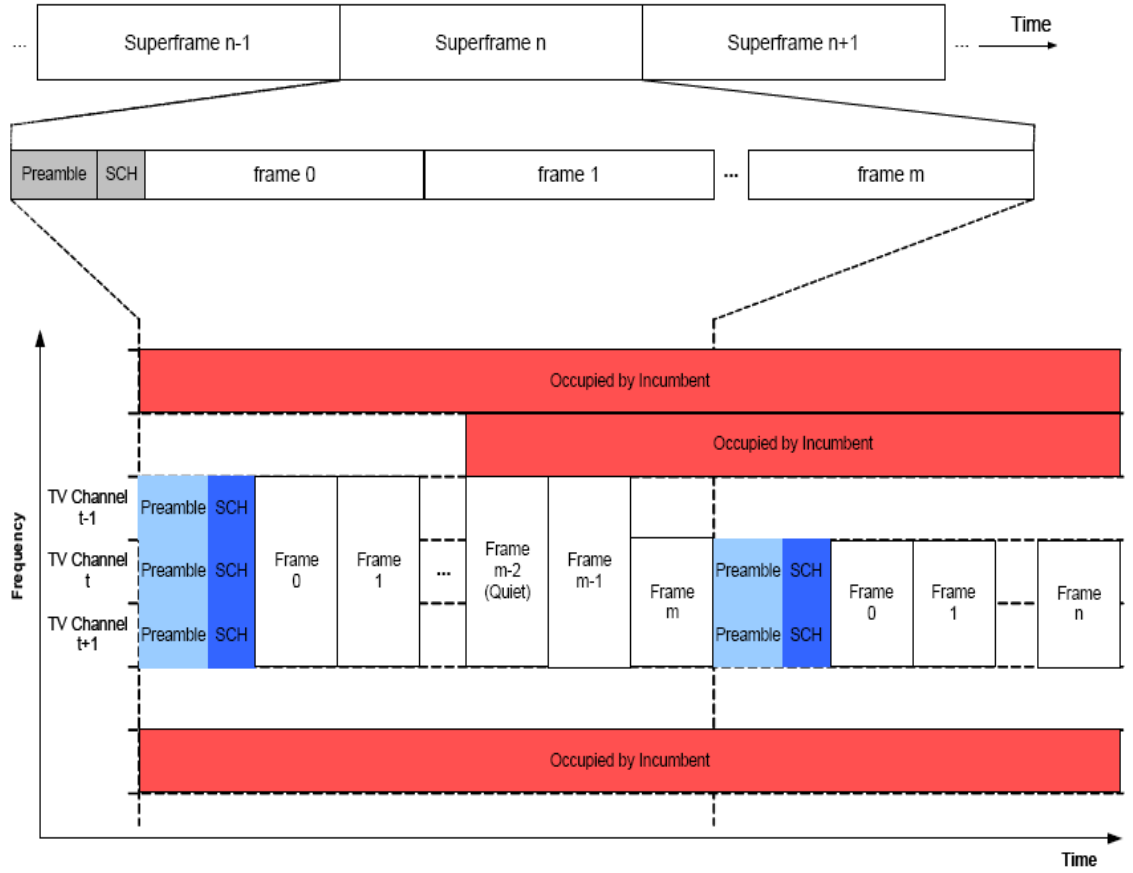 ... Superframe n-1 Superframe n Superframe n+1 ... Time
Preamble SCH frame 0 frame 1 ... frame m
Occupied by Incumbent
Occupied by Incumbent
Frequency
TV Channel
t-1
TV Channel
t
TV Channel
t+1
Preamble SCH
Preamble SCH
Preamble SCH
Frame
0
Frame
1
...
Frame
m-2
(Quiet)
Frame
m-1
Frame
m
Preamble SCH
Preamble SCH
Frame
0
Frame
1
Frame
n
Occupied by Incumbent
Time